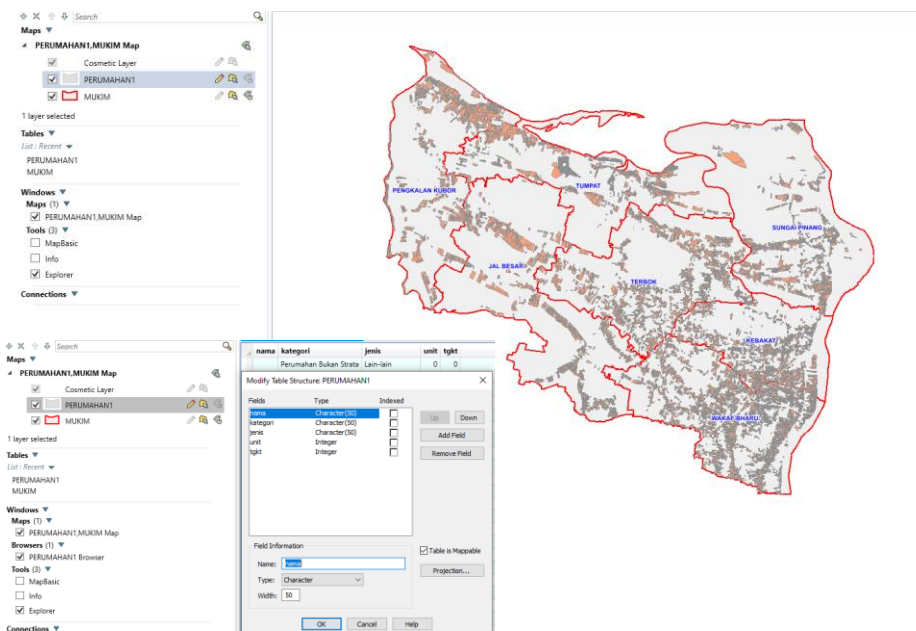 Search
Maps
PERUMAHAN1,MUKIM Map
Cosmetic Layer
PERUMAHAN1
MUKIM
1 layer selected
Tables
List : Recent
PERUMAHAN1
MUKIM
Windows
Maps (1)
PERUMAHAN1,MUKIM Map
Tools (3)
MapBasic
Info
Explorer
Connections
PENGKALAN KUBOR
TUMPAT
SUNGAI PINANG
JAL BESAR
TERBOK
KEBAKAT
WAKAF BHARU
Search
Maps
PERUMAHAN1,MUKIM Map
Cosmetic Layer
PERUMAHAN1
MUKIM
1 layer selected
Tables
List : Recent
PERUMAHAN1
MUKIM
Windows
Maps (1)
PERUMAHAN1,MUKIM Map
Browsers (1)
PERUMAHAN1 Browser
Tools (3)
MapBasic
Info
Explorer
Connections
nama kategori jenis unit tgkt
Perumahan Bukan Strata Lain-lain 0 0
Modify Table Structure: PERUMAHAN1
Fields Type Indexed
nama Character(50)
kategori Character(50)
jenis Character(50)
unit Integer
tgkt Integer
Up Down
Add Field
Remove Field
Field Information
Name: nama
Type: Character
Width: 50
Table is Mappable
Projection...
OK Cancel Help